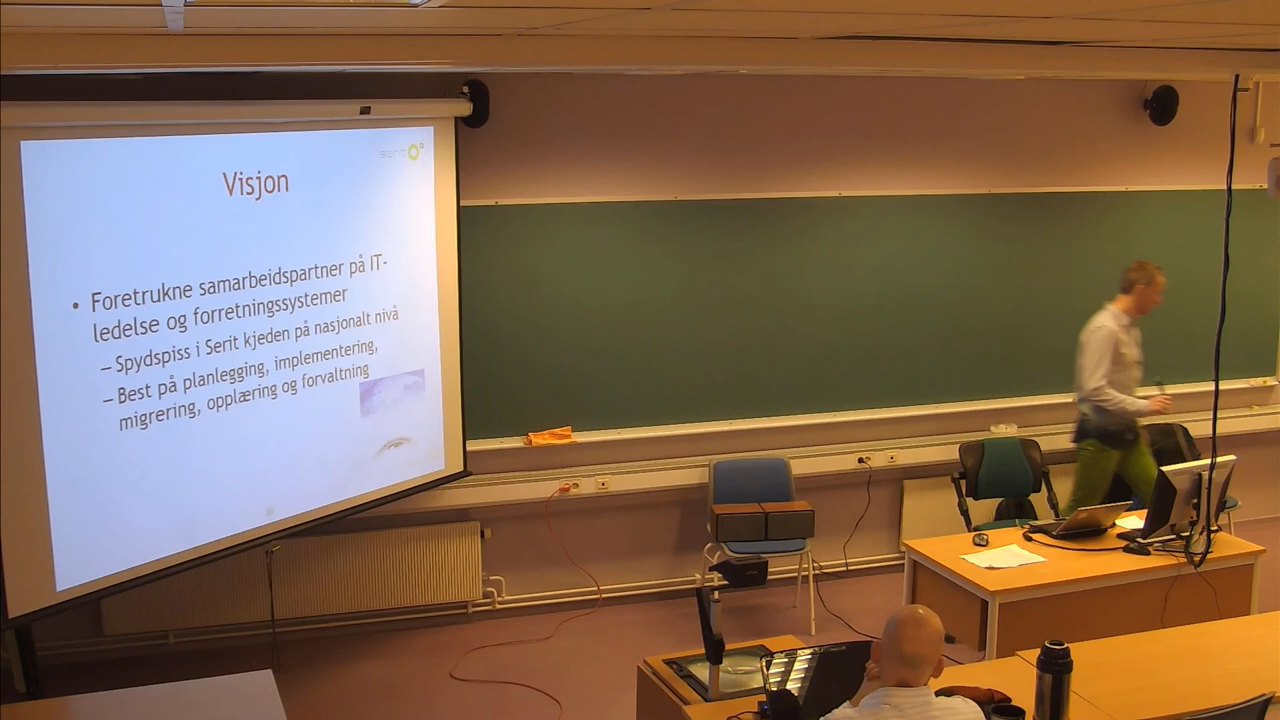 serit
Visjon
• Foretrukne samarbeidspartner på IT-
ledelse og forretningssystemer
– Spydspiss i Serit kjeden på nasjonalt nivå
– Best på planlegging, implementering,
migrering, opplæring og forvaltning